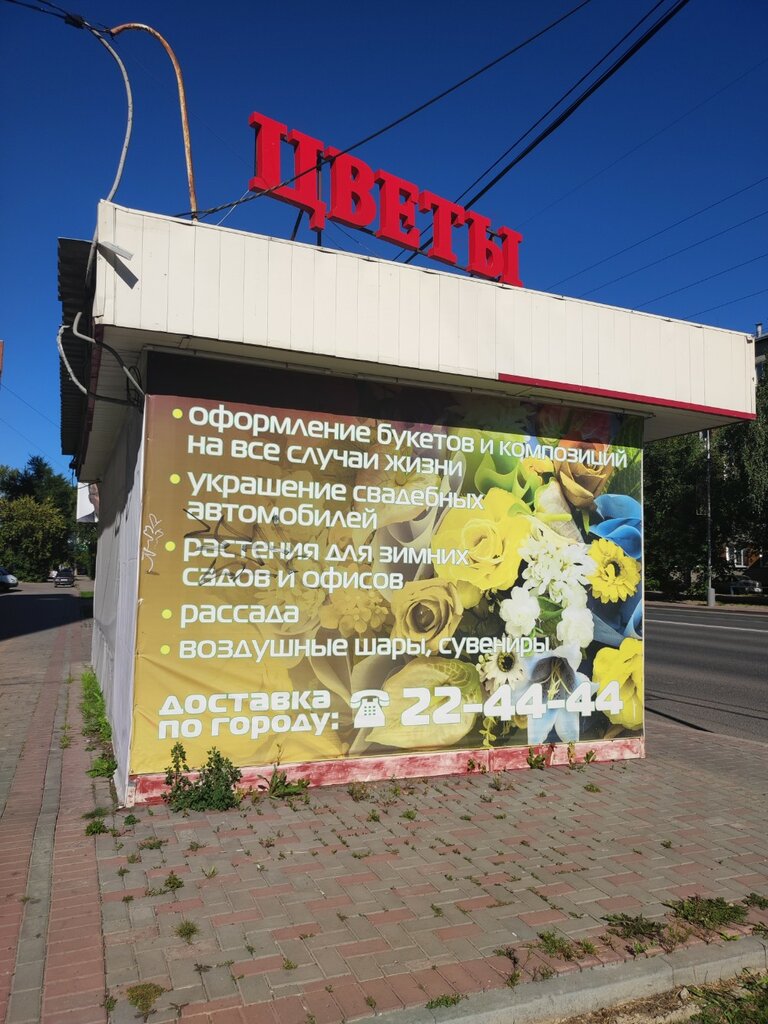 ЦВЕТЫ
• оформление букетов и композиций
на все случаи жизни
• украшение свадебных
автомобилей
• растения для зимних
садов и офисов
• рассада
• воздушные шары, сувениры
доставка
по городу: 22-44-44